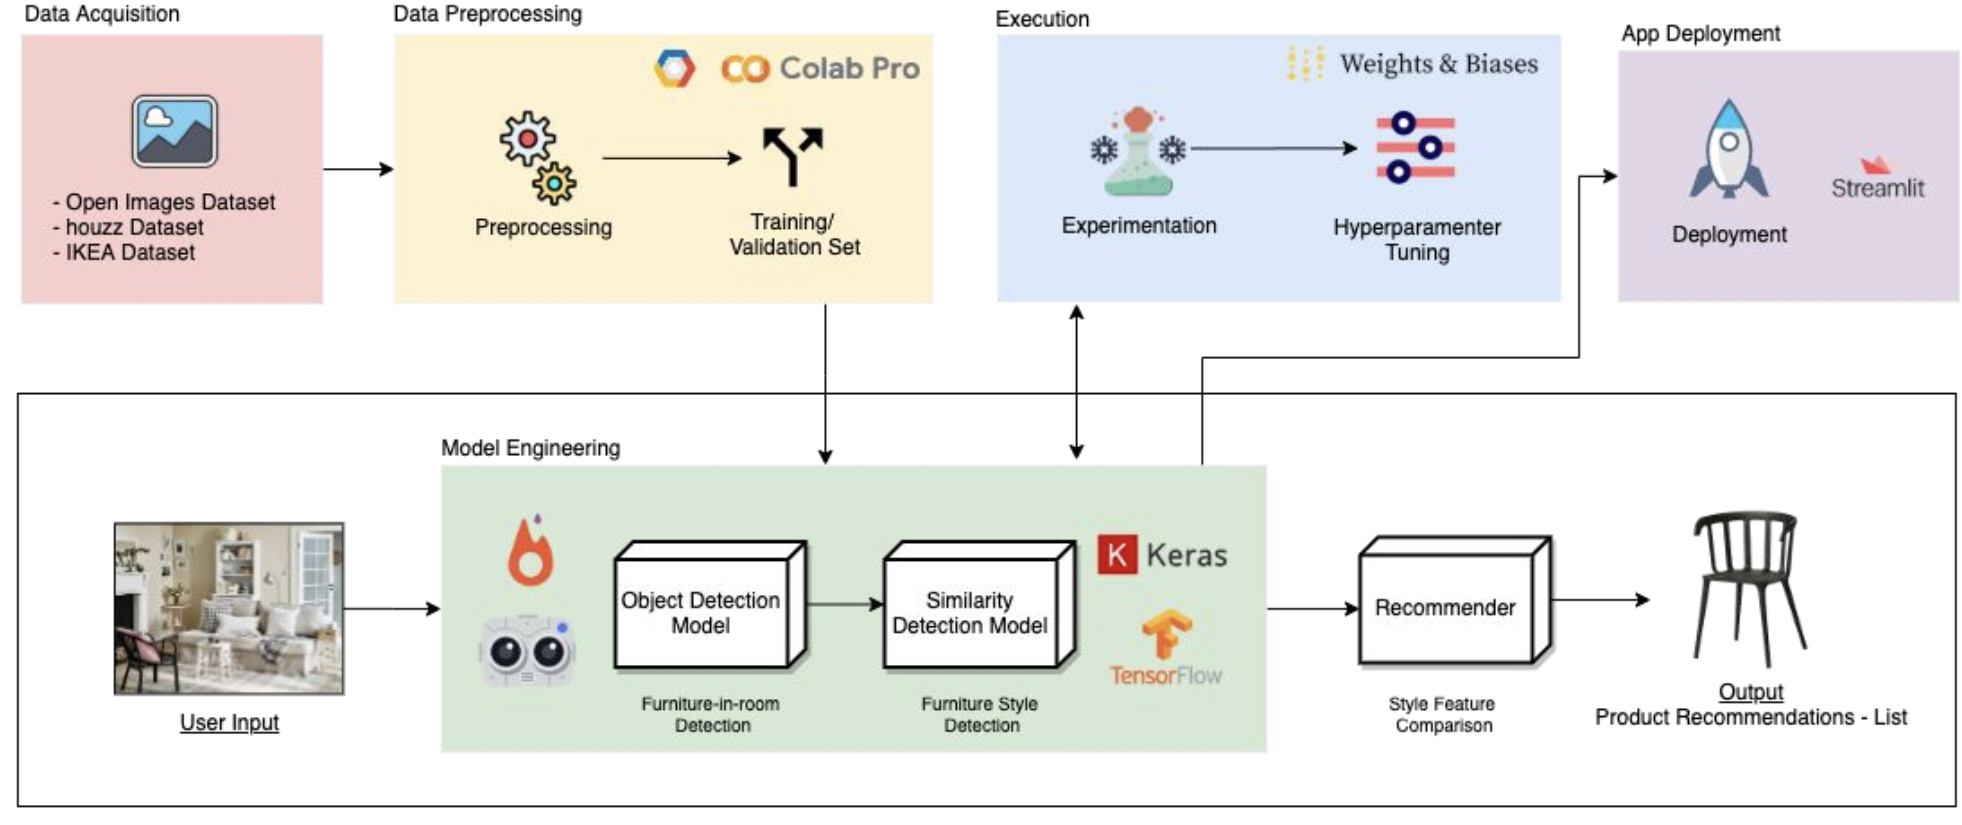 Data Acquisition
- Open Images Dataset
- houzz Dataset
- IKEA Dataset
Data Preprocessing
Colab Pro
Preprocessing
Training/
Validation Set
Execution
Weights & Biases
Experimentation
Hyperparamenter
Tuning
App Deployment
Deployment
Streamlit
Model Engineering
User Input
Object Detection
Model
Furniture-in-room
Detection
Similarity
Detection Model
Furniture Style
Detection
K Keras
TensorFlow
Recommender
Style Feature
Comparison
Output
Product Recommendations - List